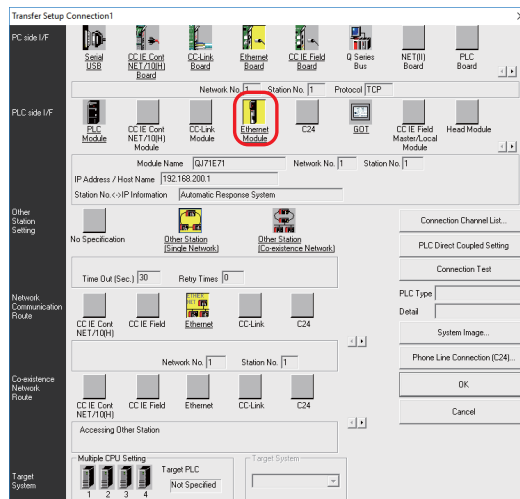 Transfer Setup Connection1
PC side I/F
Serial USB
CC IE Cont NET/10(H) Board
CC-Link Board
Ethernet Board
CC IE Field Board
Q Series Bus
NET(II) Board
PLC Board
Network No. 1 Station No. 1 Protocol TCP
PLC side I/F
PLC Module
CC IE Cont NET/10(H) Module
CC-Link Module
Ethernet Module
C24
GOT
CC IE Field Master/Local Module
Head Module
Module Name QJ71E71 Network No. 1 Station No. 1
IP Address / Host Name 192.168.200.1
Station No.<->IP Information Automatic Response System
Other Station Setting
No Specification
Other Station (Single Network)
Other Station (Co-existence Network)
Time Out (Sec.) 30 Retry Times 0
Connection Channel List...
PLC Direct Coupled Setting
Connection Test
PLC Type
Detail
System Image...
Phone Line Connection (C24)...
OK
Cancel
Network Communication Route
CC IE Cont NET/10(H)
CC IE Field
Ethernet
CC-Link
C24
Network No. 1 Station No. 1
Co-existence Network Route
CC IE Cont NET/10(H)
CC IE Field
Ethernet
CC-Link
C24
Accessing Other Station
Target System
Multiple CPU Setting
1 2 3 4
Target PLC
Not Specified
Target System